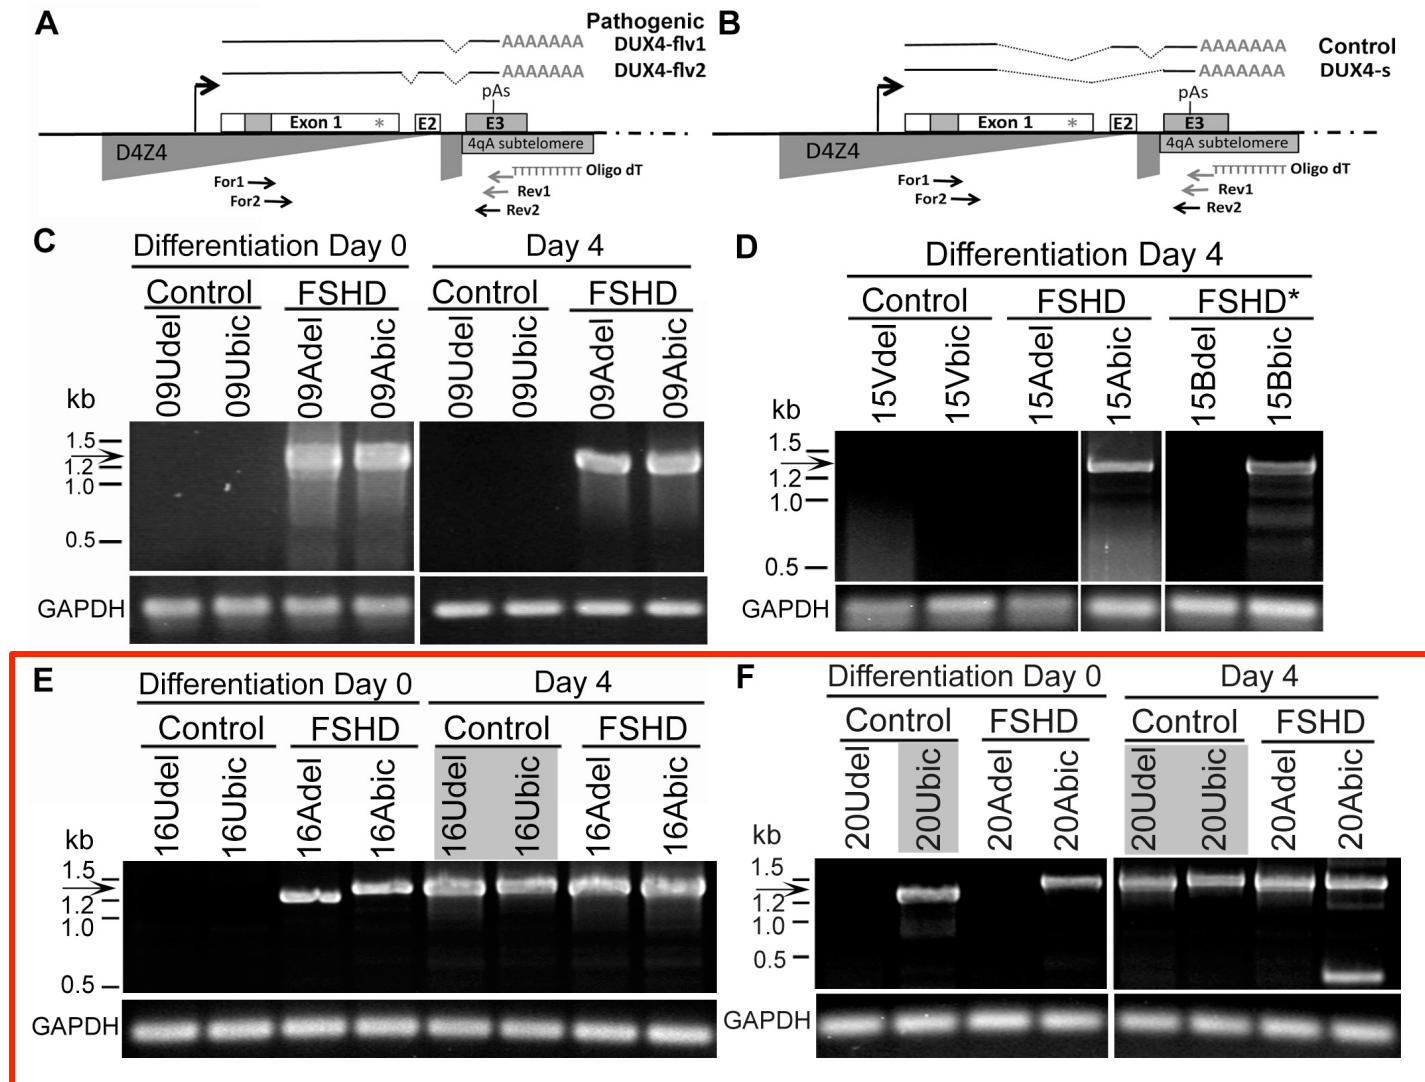 A
Pathogenic
AAAAAAA DUX4-flv1
AAAAAAA DUX4-flv2
pAs
Exon 1 * E2 E3
D4Z4 4qA subtelomere
TTTTTTTTTT Oligo dT
For1 Rev1
For2 Rev2
B
AAAAAAA Control
AAAAAAA DUX4-s
pAs
Exon 1 * E2 E3
D4Z4 4qA subtelomere
TTTTTTTTTT Oligo dT
For1 Rev1
For2 Rev2
C
Differentiation Day 0 Day 4
Control FSHD Control FSHD
09Udel 09Ubic 09Adel 09Abic 09Udel 09Ubic 09Adel 09Abic
kb
1.5
1.2
1.0
0.5
GAPDH
D
Differentiation Day 4
Control FSHD FSHD*
15Vdel 15Vbic 15Adel 15Abic 15Bdel 15Bbic
kb
1.5
1.2
1.0
0.5
GAPDH
E
Differentiation Day 0 Day 4
Control FSHD Control FSHD
16Udel 16Ubic 16Adel 16Abic 16Udel 16Ubic 16Adel 16Abic
kb
1.5
1.2
1.0
0.5
GAPDH
F
Differentiation Day 0 Day 4
Control FSHD Control FSHD
20Udel 20Ubic 20Adel 20Abic 20Udel 20Ubic 20Adel 20Abic
kb
1.5
1.2
1.0
0.5
GAPDH